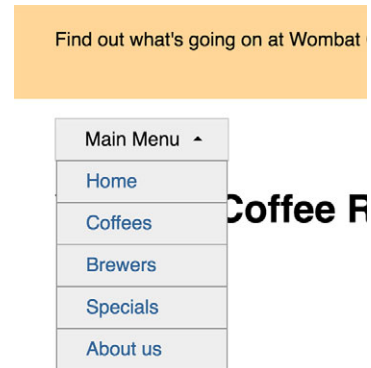 Find out what's going on at Wombat
Main Menu
Home
Coffee R
Coffees
Brewers
Specials
About us